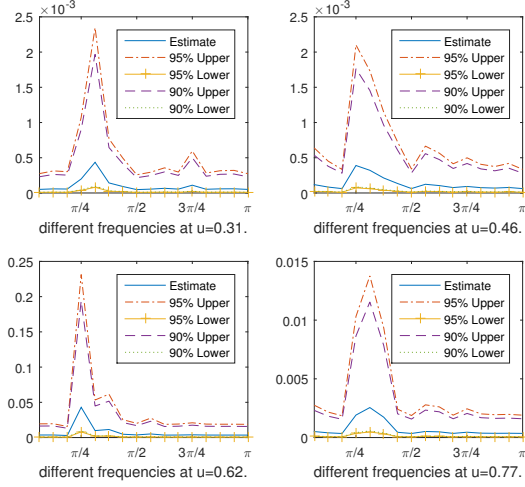 ×10⁻³
2.5
2
1.5
1
0.5
0
Estimate
95% Upper
95% Lower
90% Upper
90% Lower
π/4 π/2 3π/4 π
different frequencies at u=0.31.
×10⁻³
2.5
2
1.5
1
0.5
0
Estimate
95% Upper
95% Lower
90% Upper
90% Lower
π/4 π/2 3π/4 π
different frequencies at u=0.46.
0.25
0.2
0.15
0.1
0.05
0
Estimate
95% Upper
95% Lower
90% Upper
90% Lower
π/4 π/2 3π/4 π
different frequencies at u=0.62.
0.015
0.01
0.005
0
Estimate
95% Upper
95% Lower
90% Upper
90% Lower
π/4 π/2 3π/4 π
different frequencies at u=0.77.